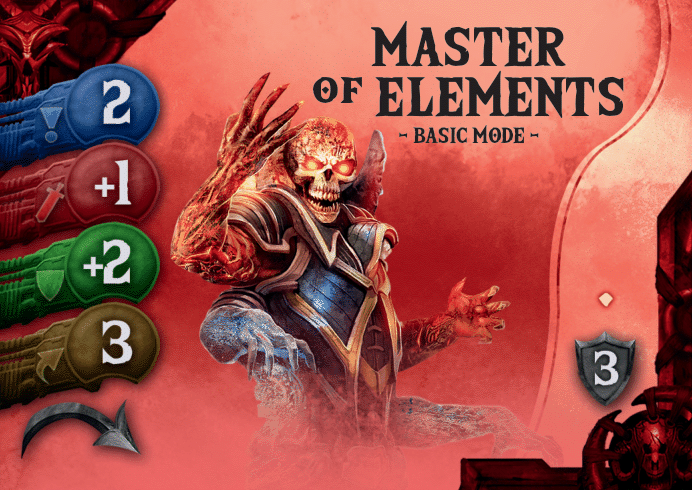 MASTER
OF ELEMENTS
- BASIC MODE -
2
+1
+2
3
3